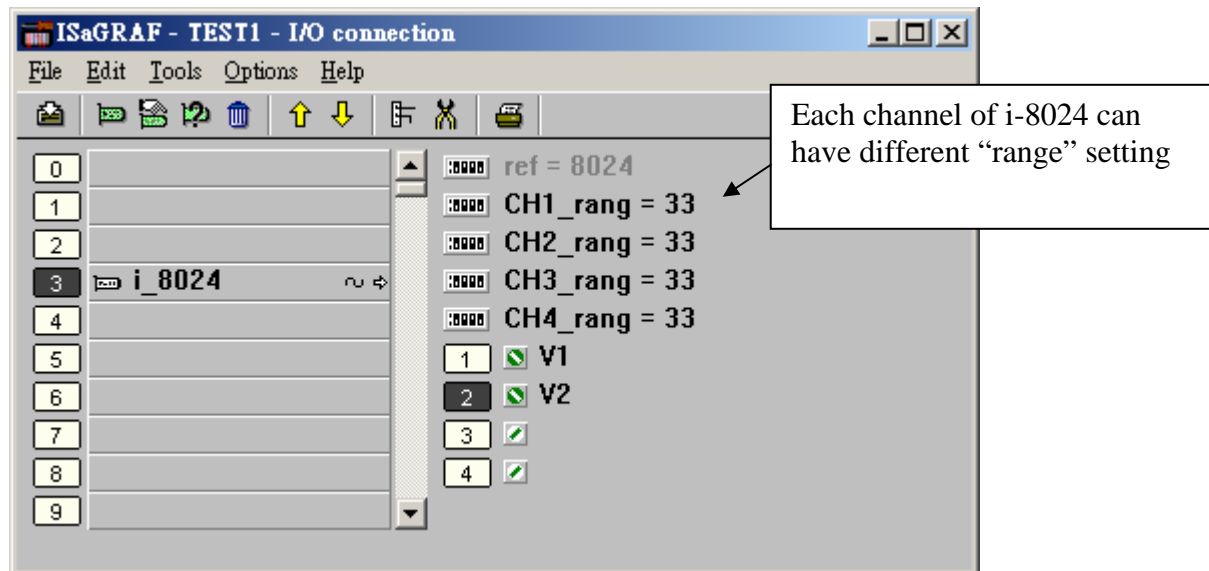 ISaGRAF - TEST1 - I/O connection
File Edit Tools Options Help
Each channel of i-8024 can
have different “range” setting
0
1
2
3 i_8024
4
5
6
7
8
9
ref = 8024
CH1_rang = 33
CH2_rang = 33
CH3_rang = 33
CH4_rang = 33
1 V1
2 V2
3
4